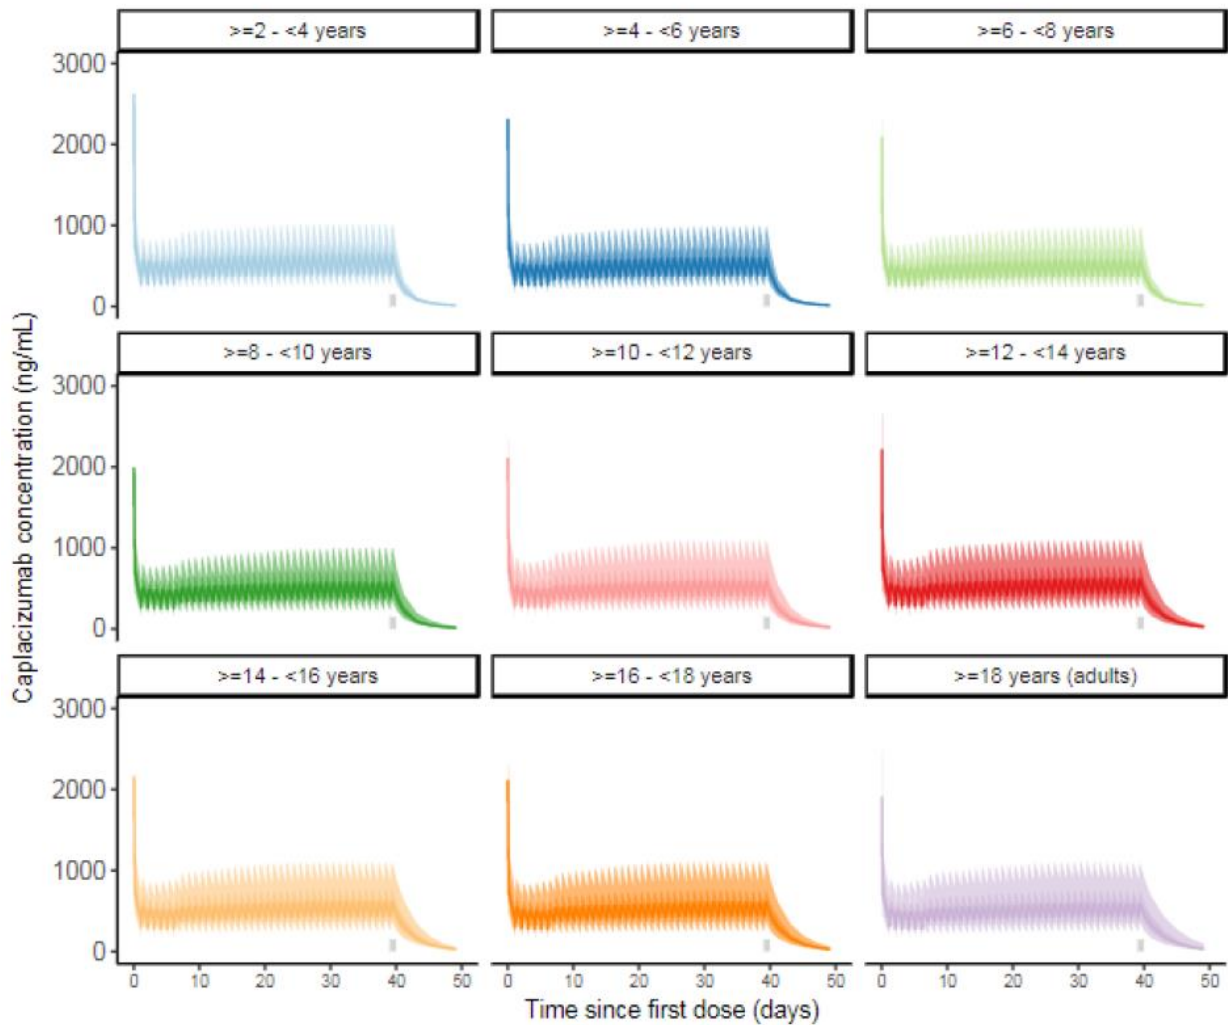 >=2 - <4 years
>=4 - <6 years
>=6 - <8 years
3000
2000
1000
0
>=8 - <10 years
>=10 - <12 years
>=12 - <14 years
3000
2000
1000
0
>=14 - <16 years
>=16 - <18 years
>=18 years (adults)
3000
2000
1000
0
0 10 20 30 40 50
0 10 20 30 40 50
0 10 20 30 40 50
Caplacizumab concentration (ng/mL)
Time since first dose (days)